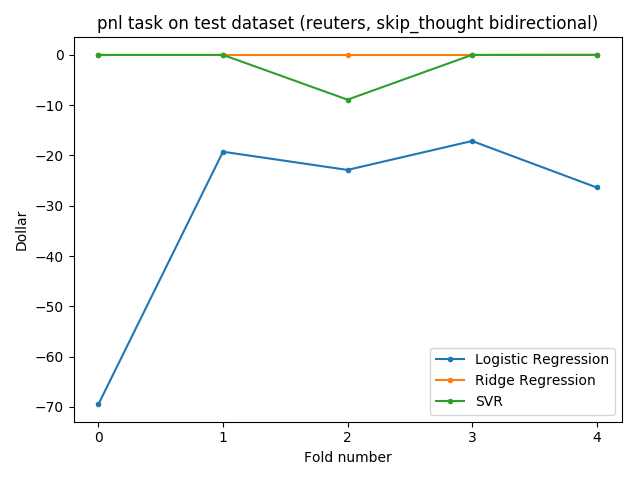 pnl task on test dataset (reuters, skip_thought bidirectional)
0
−10
−20
−30
−40
−50
−60
−70
Dollar
0 1 2 3 4
Fold number
Logistic Regression
Ridge Regression
SVR